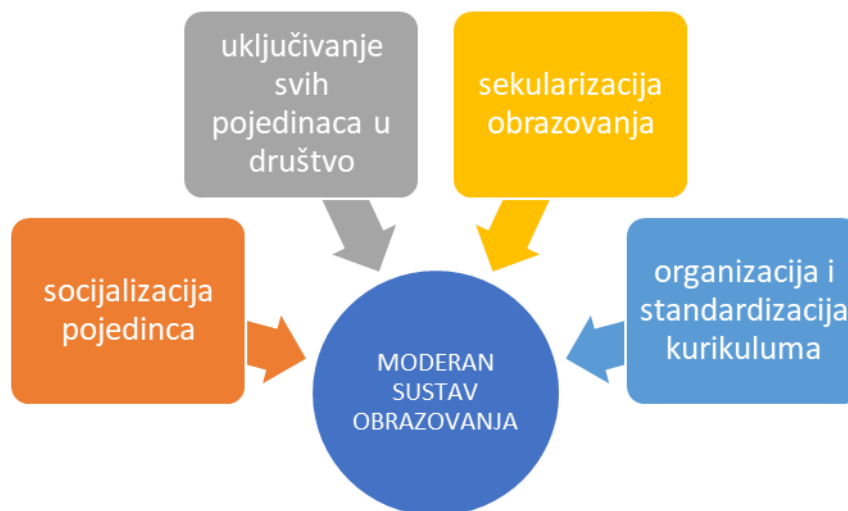 uključivanje
svih
pojedinaca u
društvo
sekularizacija
obrazovanja
socijalizacija
pojedinca
organizacija i
standardizacija
kurikuluma
MODERAN
SUSTAV
OBRAZOVANJA